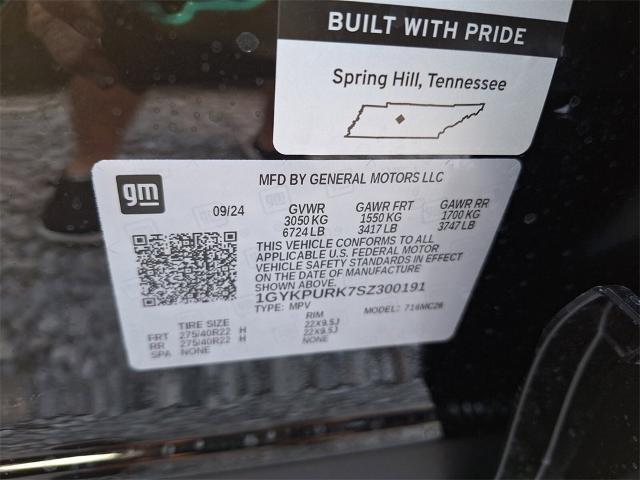 BUILT WITH PRIDE
Spring Hill, Tennessee
gm
MFD BY GENERAL MOTORS LLC
09/24 GVWR GAWR FRT GAWR RR
3050 KG 1550 KG 1700 KG
6724 LB 3417 LB 3747 LB
THIS VEHICLE CONFORMS TO ALL
APPLICABLE U.S. FEDERAL MOTOR
VEHICLE SAFETY STANDARDS IN EFFECT
ON THE DATE OF MANUFACTURE
SHOWN ABOVE.
1GYKPURK7SZ300191
TYPE: MPV MODEL: 716MC26
TIRE SIZE RIM
FRT 275/40R22 H 22X9.5J
RR 275/40R22 H 22X9.5J
SPA NONE NONE